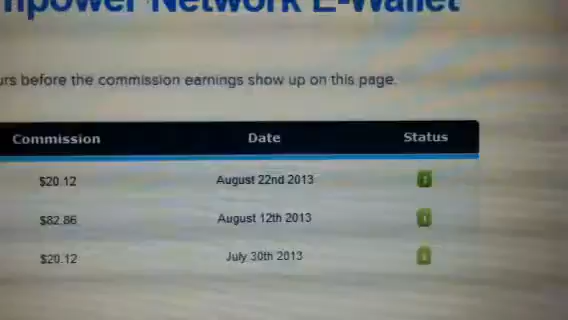 npower Network E-Wallet
urs before the commission earnings show up on this page.
Commission Date Status
$20.12 August 22nd 2013
$82.86 August 12th 2013
$20.12 July 30th 2013